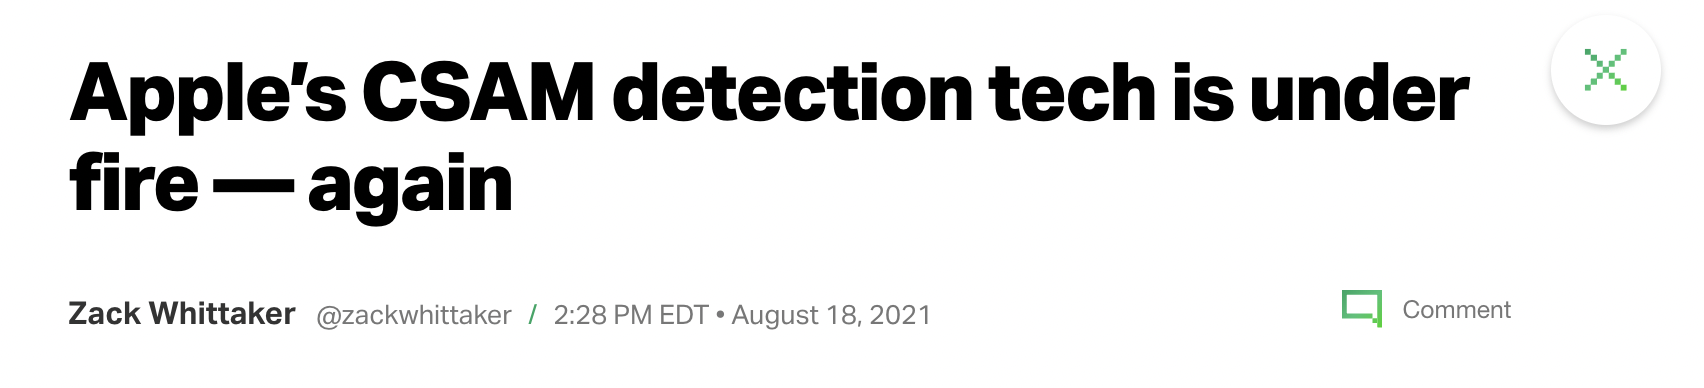 Apple’s CSAM detection tech is under
fire — again
Zack Whittaker @zackwhittaker / 2:28 PM EDT • August 18, 2021
Comment